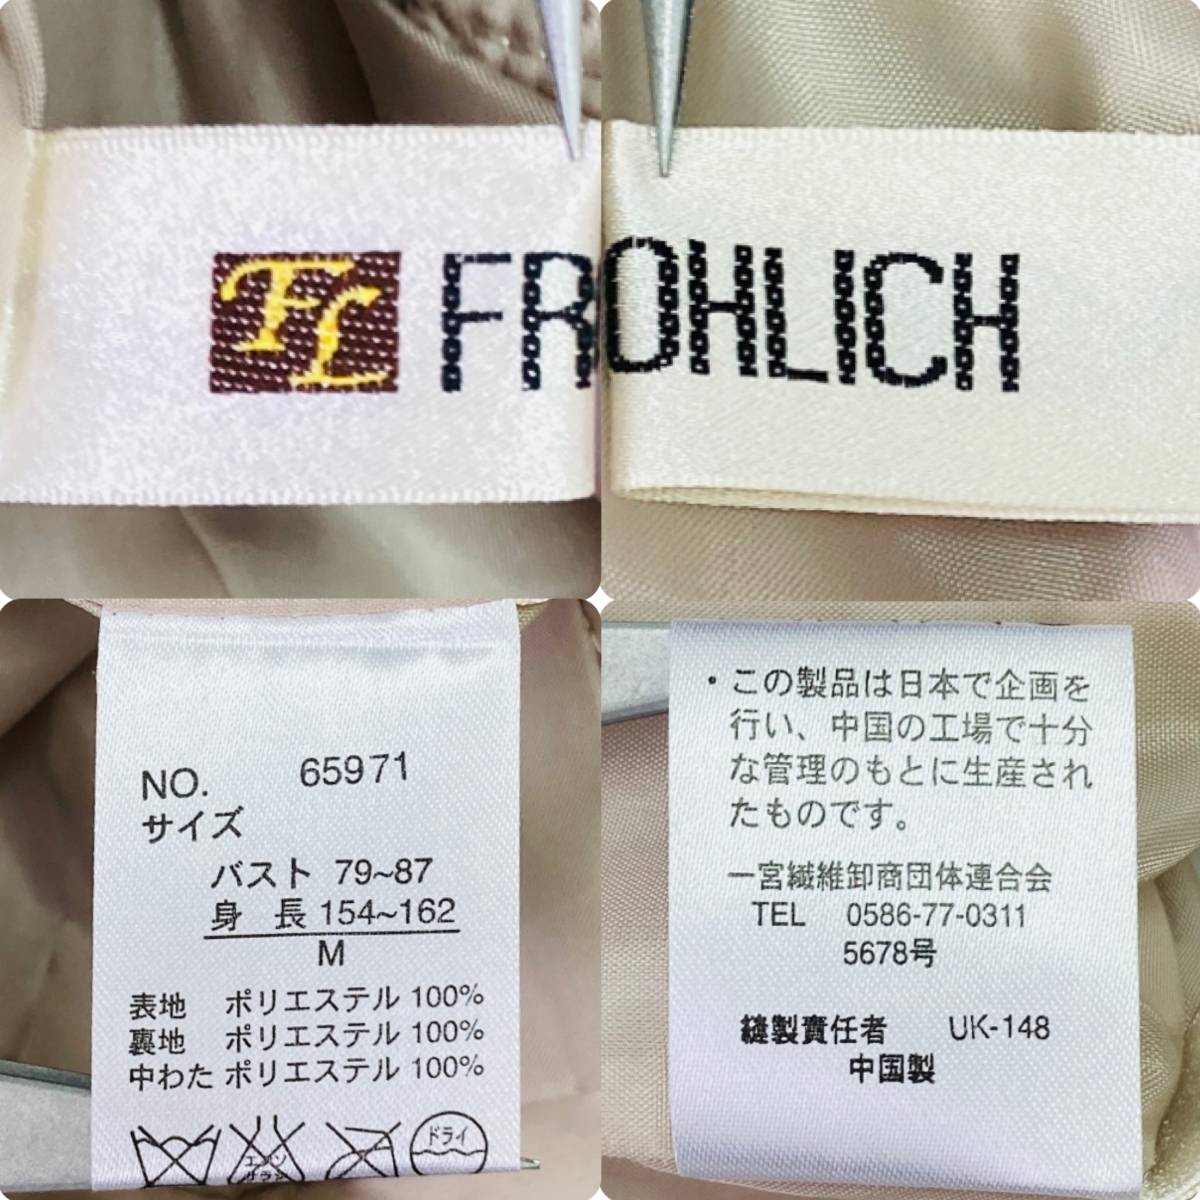 FL FROHLICH
NO. 65971
サイズ
バスト 79~87
身 長 154~162
M
表地 ポリエステル 100%
裏地 ポリエステル 100%
中わた ポリエステル 100%
エンソ
サラシ
ドライ
・この製品は日本で企画を
行い、中国の工場で十分
な管理のもとに生産され
たものです。
一宮繊維卸商団体連合会
TEL 0586-77-0311
5678号
縫製責任者 UK-148
中国製